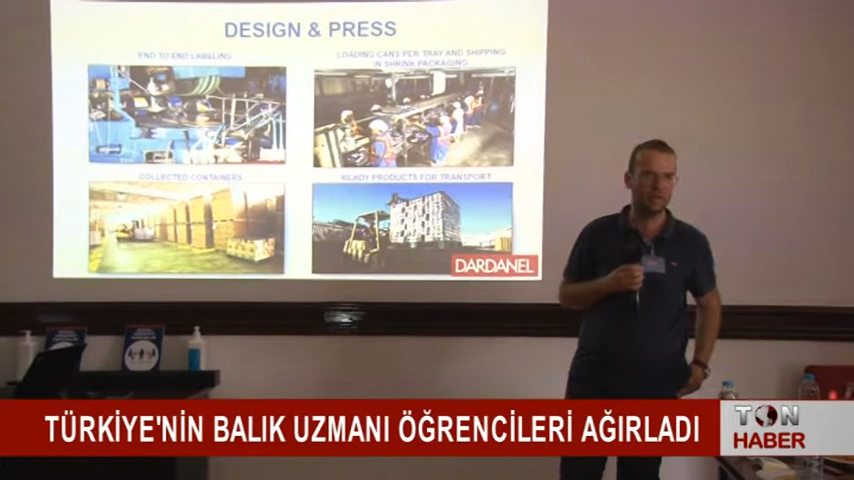 DESIGN & PRESS
END TO END LABELLING
LOADING CANS PER TRAY AND SHIPPING
IN SHRINK PACKAGING
COLLECTED CONTAINERS
READY PRODUCTS FOR TRANSPORT
DARDANEL
TÜRKİYE'NİN BALIK UZMANI ÖĞRENCİLERİ AĞIRLADI
TON
HABER